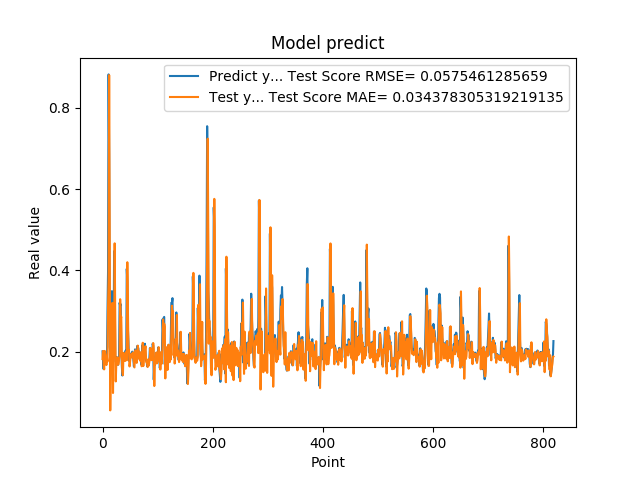 Model predict
Predict y... Test Score RMSE= 0.0575461285659
Test y... Test Score MAE= 0.034378305319219135
Real value
0.8
0.6
0.4
0.2
0
200
400
600
800
Point